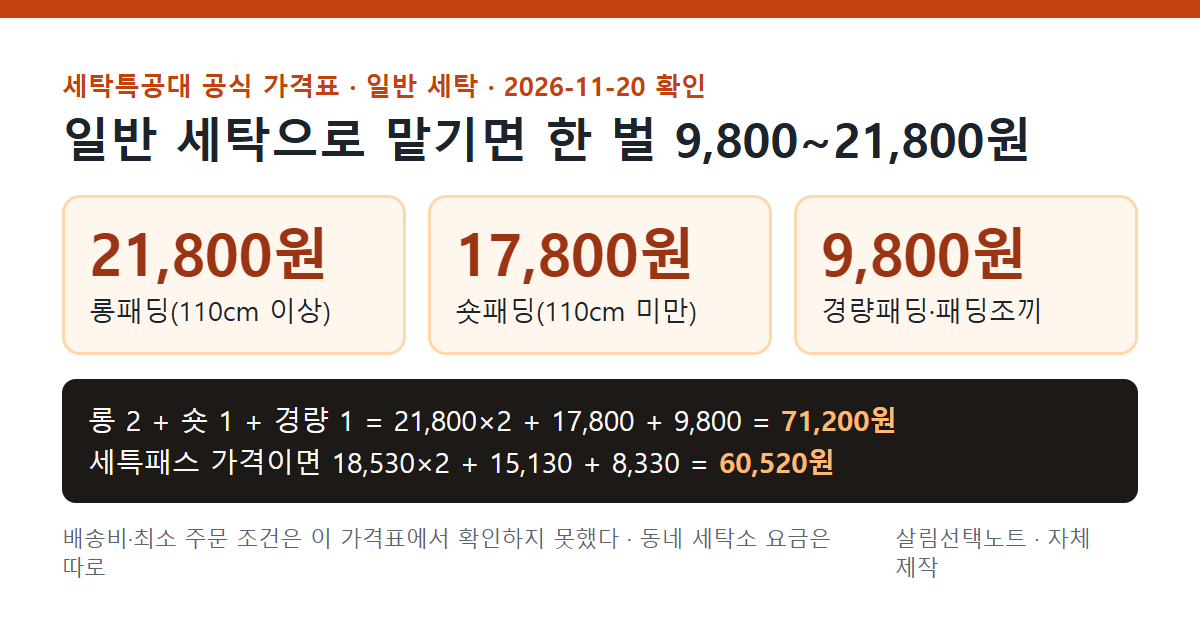 세탁특공대 공식 가격표 · 일반 세탁 · 2026-11-20 확인
일반 세탁으로 맡기면 한 벌 9,800~21,800원
21,800원
롱패딩(110cm 이상)
17,800원
숏패딩(110cm 미만)
9,800원
경량패딩·패딩조끼
롱 2 + 숏 1 + 경량 1 = 21,800×2 + 17,800 + 9,800 = 71,200원
세특패스 가격이면 18,530×2 + 15,130 + 8,330 = 60,520원
배송비·최소 주문 조건은 이 가격표에서 확인하지 못했다 · 동네 세탁소 요금은
따로
살림선택노트 · 자체
제작